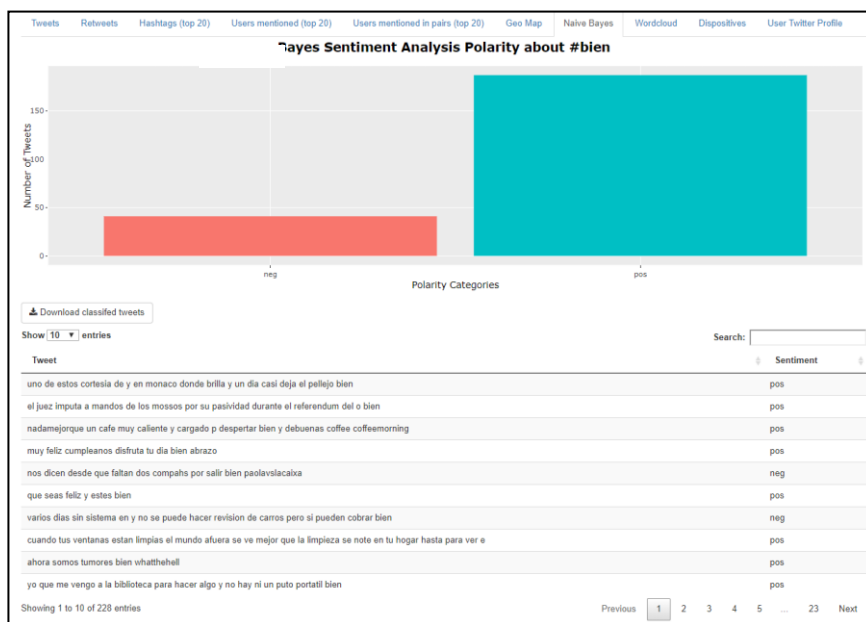 Tweets Retweets Hashtags (top 20) Users mentioned (top 20) Users mentioned in pairs (top 20) Geo Map Naive Bayes Wordcloud Dispositives User Twitter Profile
Bayes Sentiment Analysis Polarity about #bien
Number of Tweets
150
100
50
0
neg pos
Polarity Categories
Download classifed tweets
Show 10 entries Search:
Tweet Sentiment
uno de estos cortesia de y en monaco donde brilla y un dia casi deja el pellejo bien pos
el juez imputa a mandos de los mossos por su pasividad durante el referendum del o bien pos
nadamejorque un cafe muy caliente y cargado p despertar bien y debuenas coffee coffeemorning pos
muy feliz cumpleanos disfruta tu dia bien abrazo pos
nos dicen desde que faltan dos compahs por salir bien paolavslacaixa neg
que seas feliz y estes bien pos
varios dias sin sistema en y no se puede hacer revision de carros pero si pueden cobrar bien neg
cuando tus ventanas estan limpias el mundo afuera se ve mejor que la limpieza se note en tu hogar hasta para ver e pos
ahora somos tumores bien whatthehell pos
yo que me vengo a la biblioteca para hacer algo y no hay ni un puto portatil bien pos
Showing 1 to 10 of 228 entries Previous 1 2 3 4 5 ... 23 Next